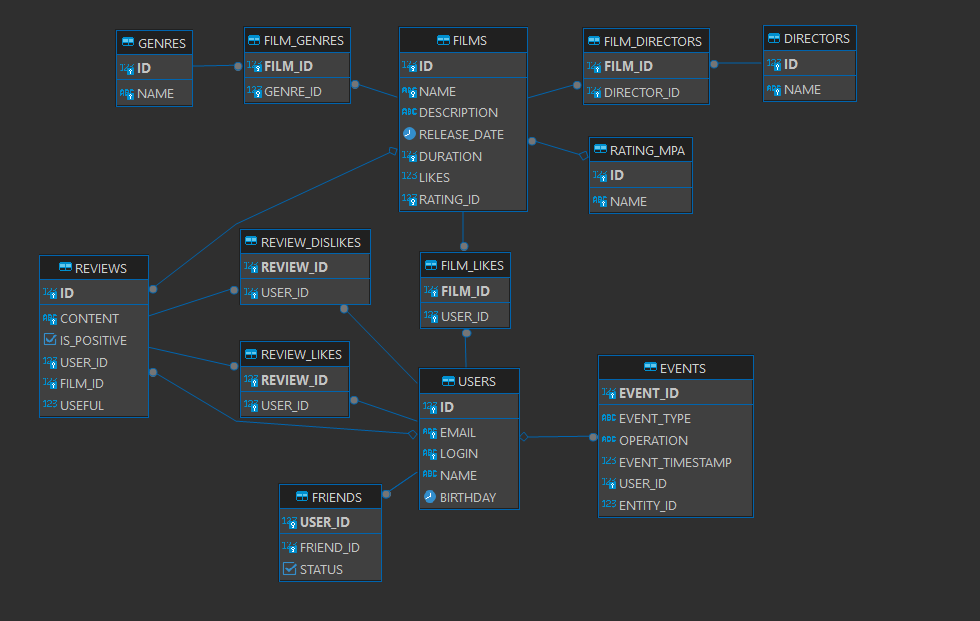 GENRES
ID
NAME
FILM_GENRES
FILM_ID
GENRE_ID
FILMS
ID
NAME
DESCRIPTION
RELEASE_DATE
DURATION
LIKES
RATING_ID
FILM_DIRECTORS
FILM_ID
DIRECTOR_ID
DIRECTORS
ID
NAME
RATING_MPA
ID
NAME
REVIEWS
ID
CONTENT
IS_POSITIVE
USER_ID
FILM_ID
USEFUL
REVIEW_DISLIKES
REVIEW_ID
USER_ID
REVIEW_LIKES
REVIEW_ID
USER_ID
FILM_LIKES
FILM_ID
USER_ID
USERS
ID
EMAIL
LOGIN
NAME
BIRTHDAY
EVENTS
EVENT_ID
EVENT_TYPE
OPERATION
EVENT_TIMESTAMP
USER_ID
ENTITY_ID
FRIENDS
USER_ID
FRIEND_ID
STATUS